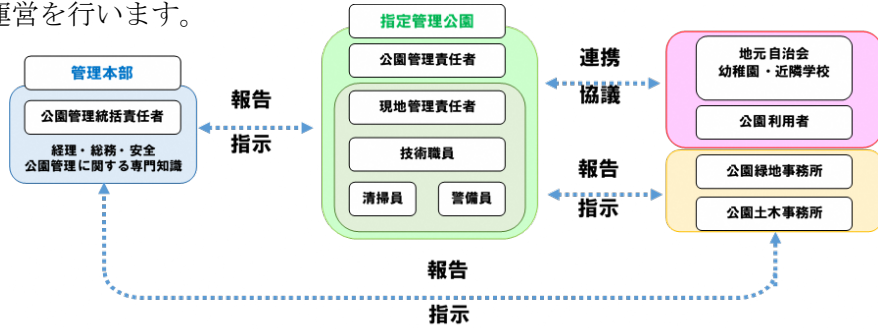 運営を行います。
管理本部
公園管理統括責任者
経理・総務・安全
公園管理に関する専門知識
報告
指示
指定管理公園
公園管理責任者
現地管理責任者
技術職員
清掃員
警備員
連携
協議
報告
指示
地元自治会
幼稚園・近隣学校
公園利用者
公園緑地事務所
公園土木事務所
報告
指示